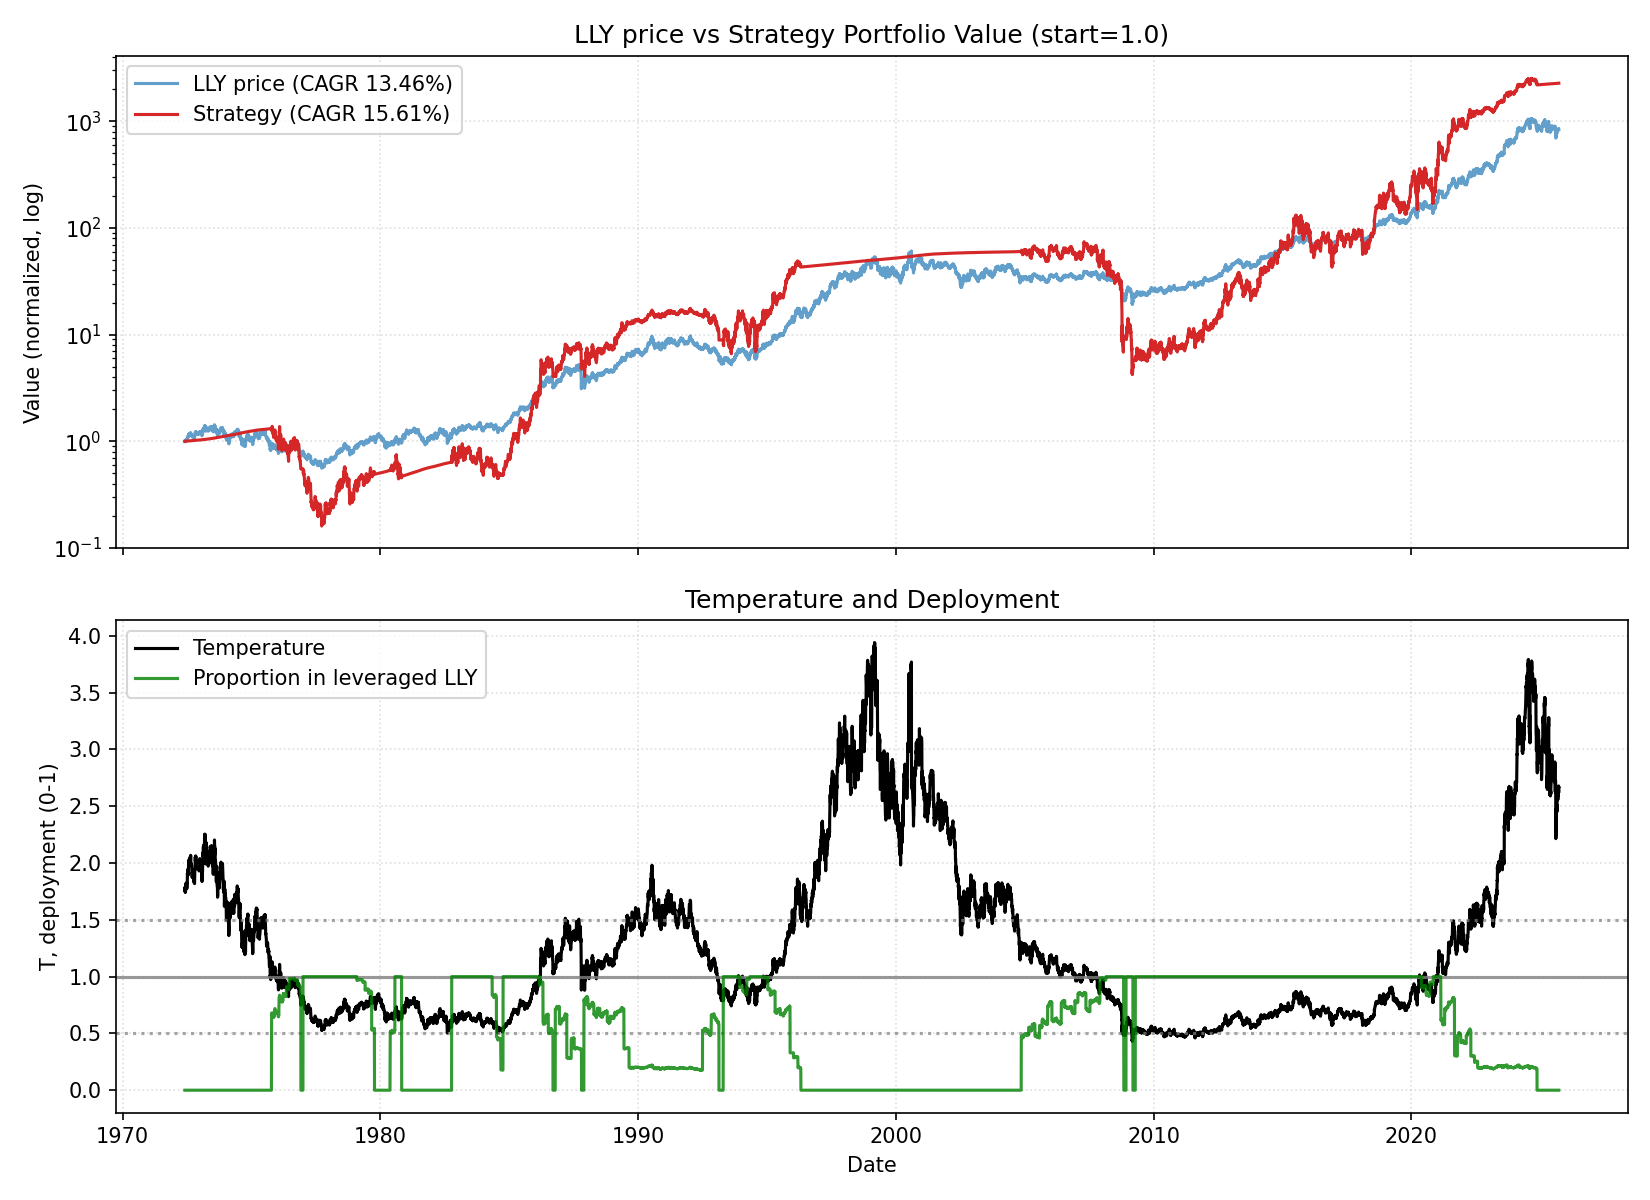 LLY price vs Strategy Portfolio Value (start=1.0)
LLY price (CAGR 13.46%)
Strategy (CAGR 15.61%)
Value (normalized, log)
10³
10²
10¹
10⁰
10⁻¹
Temperature and Deployment
Temperature
Proportion in leveraged LLY
T, deployment (0-1)
4.0
3.5
3.0
2.5
2.0
1.5
1.0
0.5
0.0
1970 1980 1990 2000 2010 2020
Date